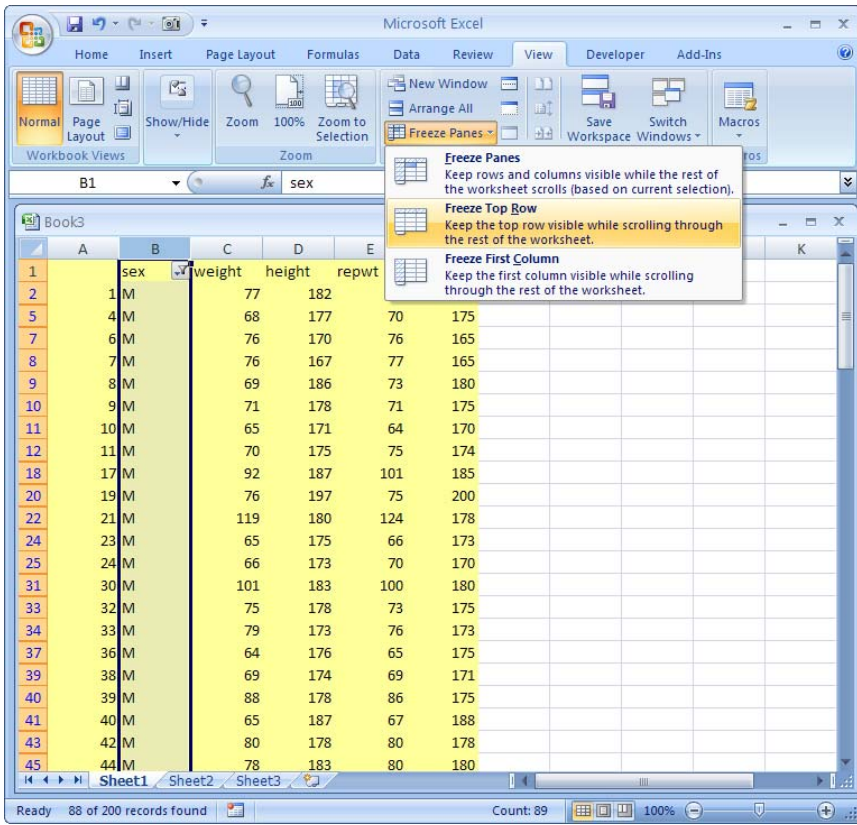 Microsoft Excel
Home Insert Page Layout Formulas Data Review View Developer Add-Ins
Normal Page Layout
Show/Hide Zoom 100% Zoom to Selection
New Window
Arrange All
Freeze Panes
Save Workspace Switch Windows Macros
Workbook Views Zoom
Freeze Panes
Keep rows and columns visible while the rest of
the worksheet scrolls (based on current selection).
Freeze Top Row
Keep the top row visible while scrolling through
the rest of the worksheet.
Freeze First Column
Keep the first column visible while scrolling
through the rest of the worksheet.
B1 fx sex
Book3
A B C D E K
1 sex weight height repwt
2 1 M 77 182
5 4 M 68 177 70 175
7 6 M 76 170 76 165
8 7 M 76 167 77 165
9 8 M 69 186 73 180
10 9 M 71 178 71 175
11 10 M 65 171 64 170
12 11 M 70 175 75 174
18 17 M 92 187 101 185
20 19 M 76 197 75 200
22 21 M 119 180 124 178
24 23 M 65 175 66 173
25 24 M 66 173 70 170
31 30 M 101 183 100 180
33 32 M 75 178 73 175
34 33 M 79 173 76 173
37 36 M 64 176 65 175
39 38 M 69 174 69 171
40 39 M 88 178 86 175
41 40 M 65 187 67 188
43 42 M 80 178 80 178
45 44 M 78 183 80 180
Sheet1 Sheet2 Sheet3
Ready 88 of 200 records found Count: 89 100%